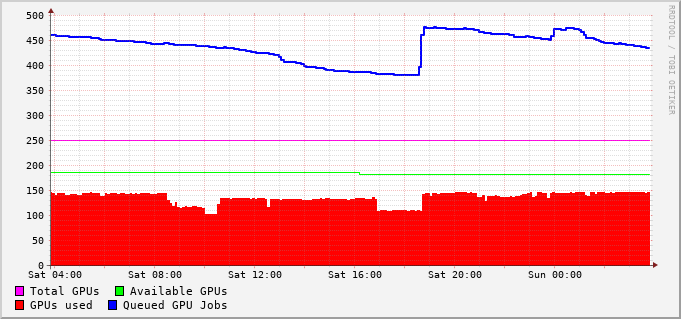 500
450
400
350
300
250
200
150
100
50
0
Sat 04:00 Sat 08:00 Sat 12:00 Sat 16:00 Sat 20:00 Sun 00:00
Total GPUs Available GPUs
GPUs used Queued GPU Jobs
RRDTOOL / TOBI OETIKER